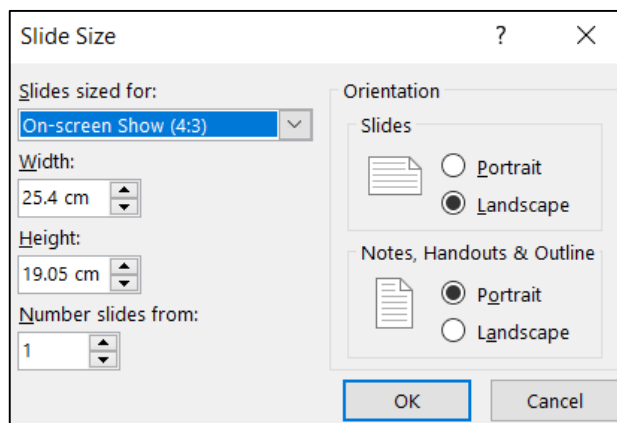 Slide Size
?
Slides sized for:
On-screen Show (4:3)
Width:
25.4 cm
Height:
19.05 cm
Number slides from:
1
Orientation
Slides
Portrait
Landscape
Notes, Handouts & Outline
Portrait
Landscape
OK
Cancel